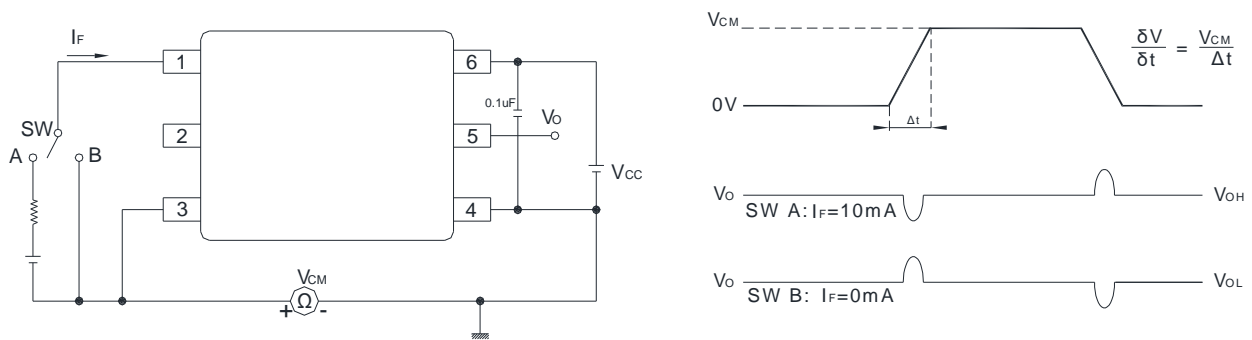 IF
1
2
3
6
5
4
0.1uF
VO
VCC
SW
A
B
VCM
+
Ω
-
VCM
0V
Δt
δV/δt = VCM/Δt
VO
VOH
SW A: IF=10mA
VO
VOL
SW B: IF=0mA